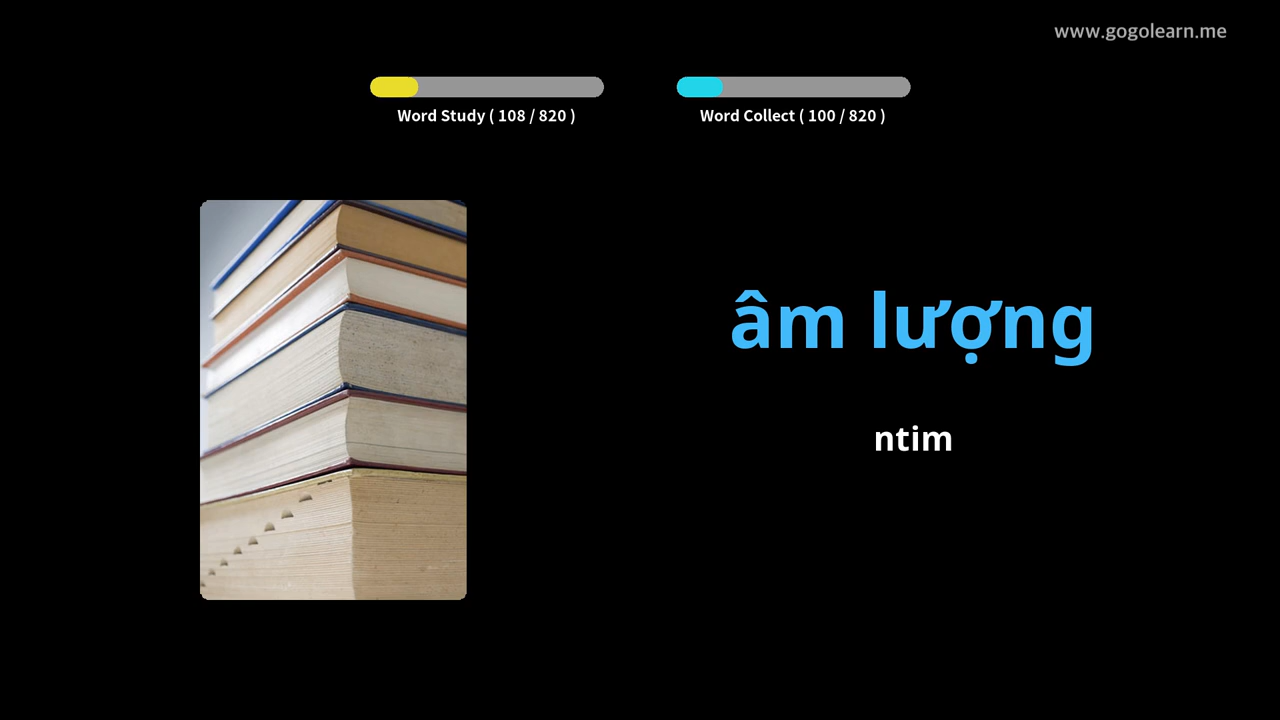 www.gogolearn.me
Word Study ( 108 / 820 )
Word Collect ( 100 / 820 )
âm lượng
ntim